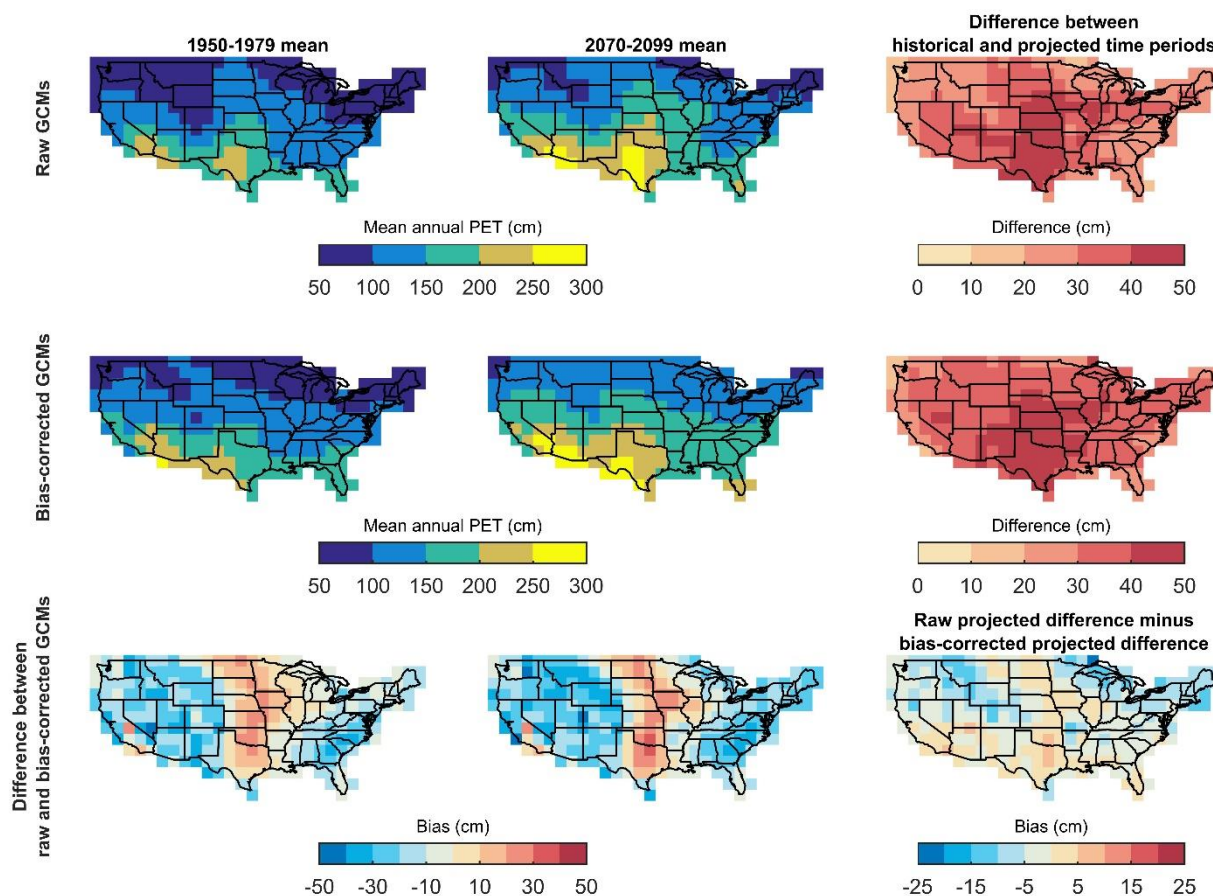 1950-1979 mean
2070-2099 mean
Difference between
historical and projected time periods
Raw GCMs
Mean annual PET (cm)
50 100 150 200 250 300
Difference (cm)
0 10 20 30 40 50
Bias-corrected GCMs
Mean annual PET (cm)
50 100 150 200 250 300
Difference (cm)
0 10 20 30 40 50
Difference between
raw and bias-corrected GCMs
Raw projected difference minus
bias-corrected projected difference
Bias (cm)
-50 -30 -10 10 30 50
Bias (cm)
-25 -15 -5 5 15 25